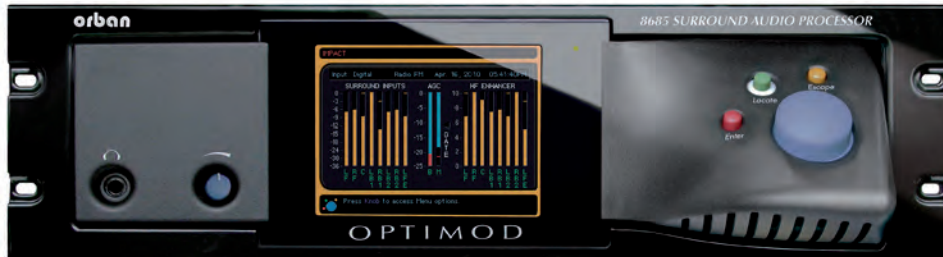 orban
8685 SURROUND AUDIO PROCESSOR
IMPACT
Input: Digital Radio FM Apr. 16, 2010
SURROUND INPUTS AGC HF ENHANCER
GATE
B M
Press Knob to access Menu options
Locate
Escape
Enter
OPTIMOD